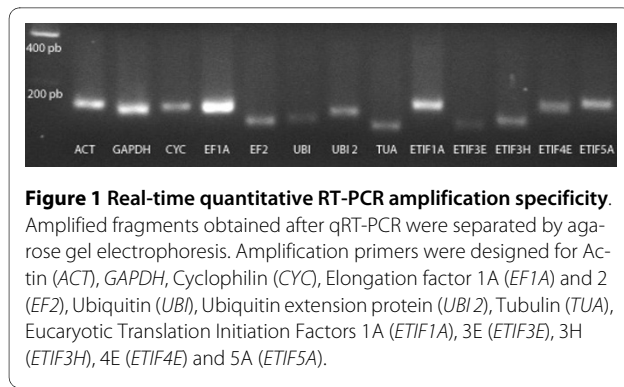 400 pb
200 pb
ACT GAPDH CYC EF1A EF2 UBI UBI 2 TUA ETIF1A ETIF3E ETIF3H ETIF4E ETIF5A
Figure 1 Real-time quantitative RT-PCR amplification specificity.
Amplified fragments obtained after qRT-PCR were separated by aga-
rose gel electrophoresis. Amplification primers were designed for Ac-
tin (ACT), GAPDH, Cyclophilin (CYC), Elongation factor 1A (EF1A) and 2
(EF2), Ubiquitin (UBI), Ubiquitin extension protein (UBI 2), Tubulin (TUA),
Eucaryotic Translation Initiation Factors 1A (ETIF1A), 3E (ETIF3E), 3H
(ETIF3H), 4E (ETIF4E) and 5A (ETIF5A).